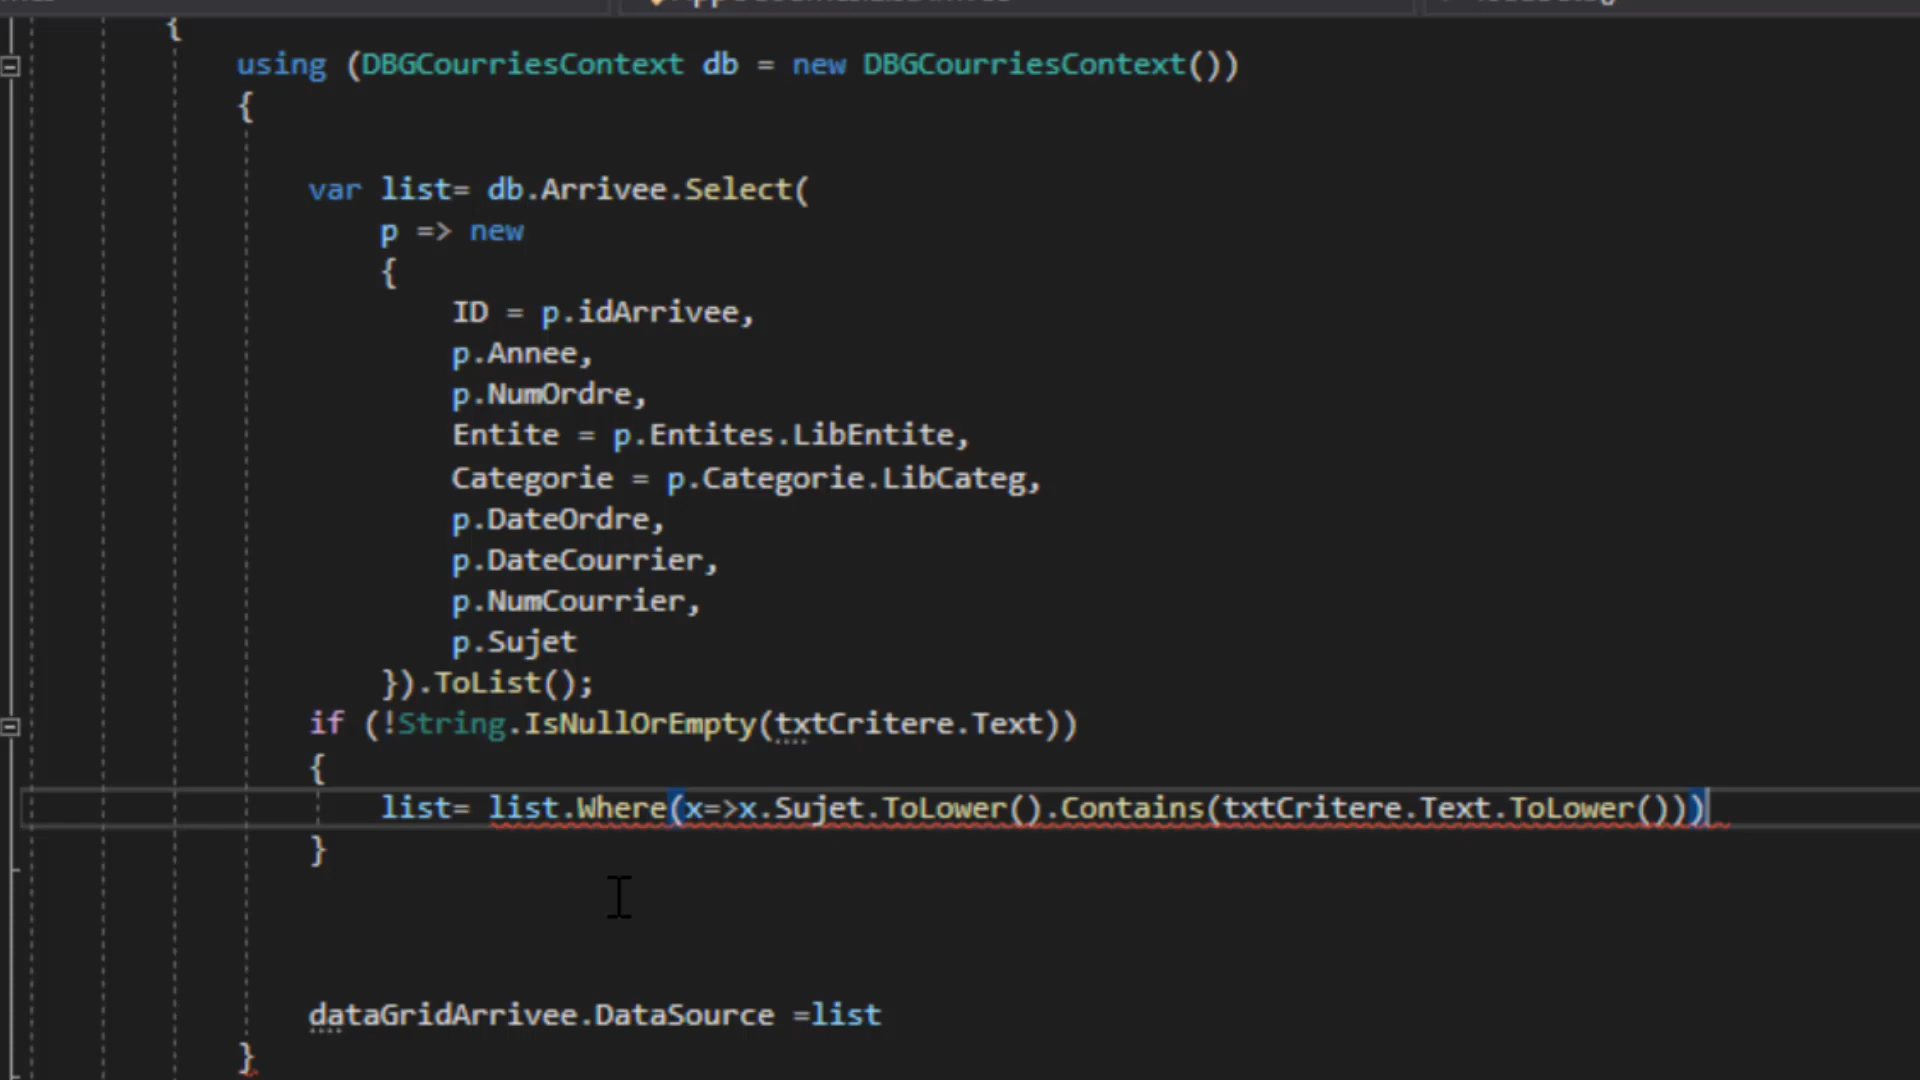 {
using (DBGCourriesContext db = new DBGCourriesContext())
{
var list= db.Arrivee.Select(
p => new
{
ID = p.idArrivee,
p.Annee,
p.NumOrdre,
Entite = p.Entites.LibEntite,
Categorie = p.Categorie.LibCateg,
p.DateOrdre,
p.DateCourrier,
p.NumCourrier,
p.Sujet
}).ToList();
if (!String.IsNullOrEmpty(txtCritere.Text))
{
list= list.Where(x=>x.Sujet.ToLower().Contains(txtCritere.Text.ToLower()))
}
dataGridArrivee.DataSource =list
}